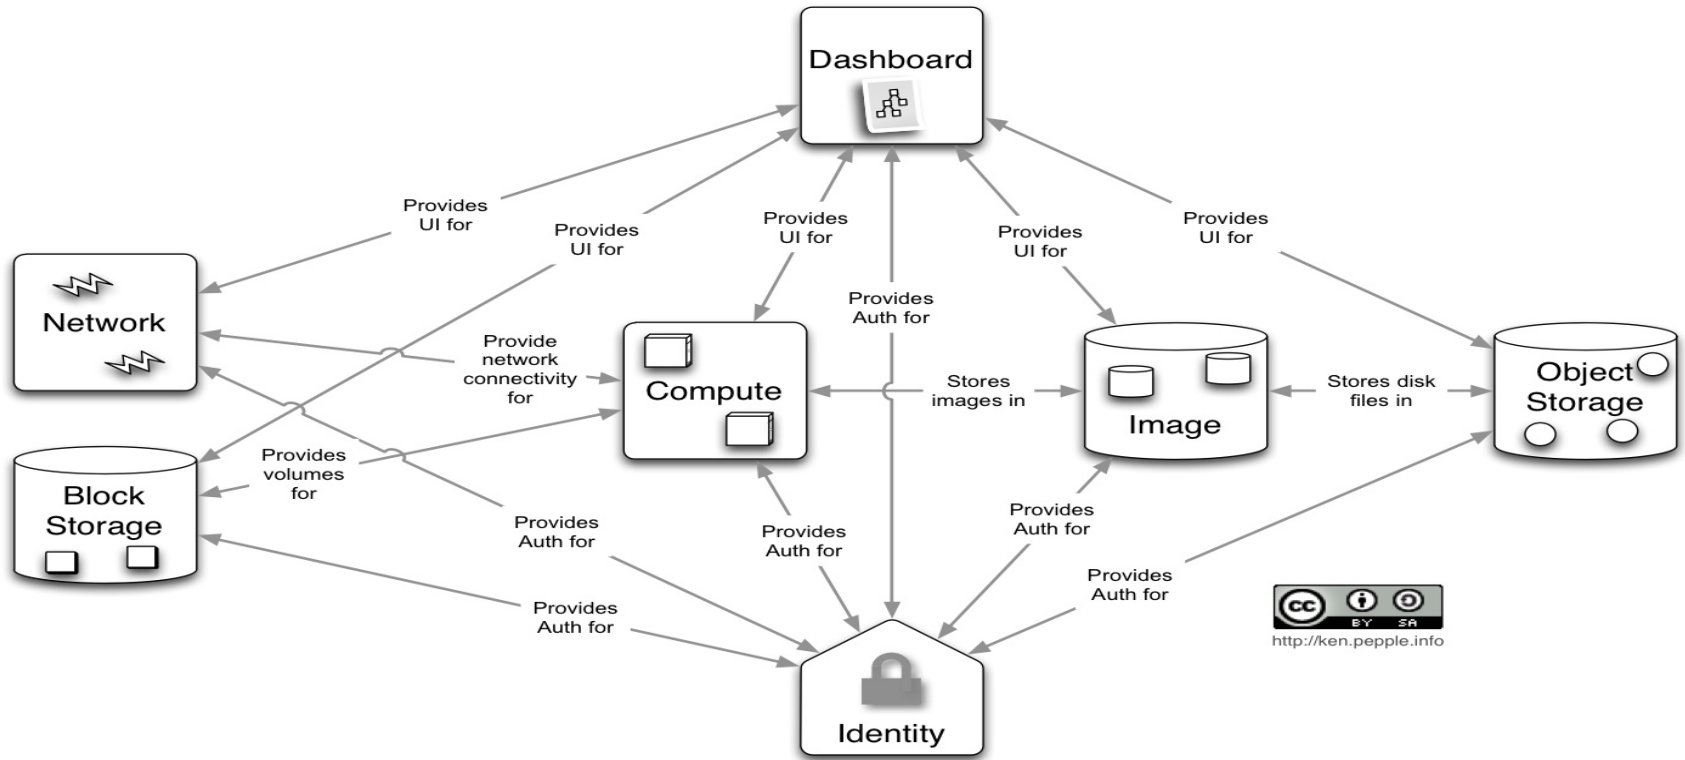 Dashboard
Provides
UI for
Provides
UI for
Provides
UI for
Provides
UI for
Provides
UI for
Network
Provides
Auth for
Provide
network
connectivity
for
Compute
Stores
images in
Image
Stores disk
files in
Object
Storage
Block
Storage
Provides
volumes
for
Provides
Auth for
Provides
Auth for
Provides
Auth for
Provides
Auth for
Provides
Auth for
cc
BY SA
http://ken.pepple.info
Identity